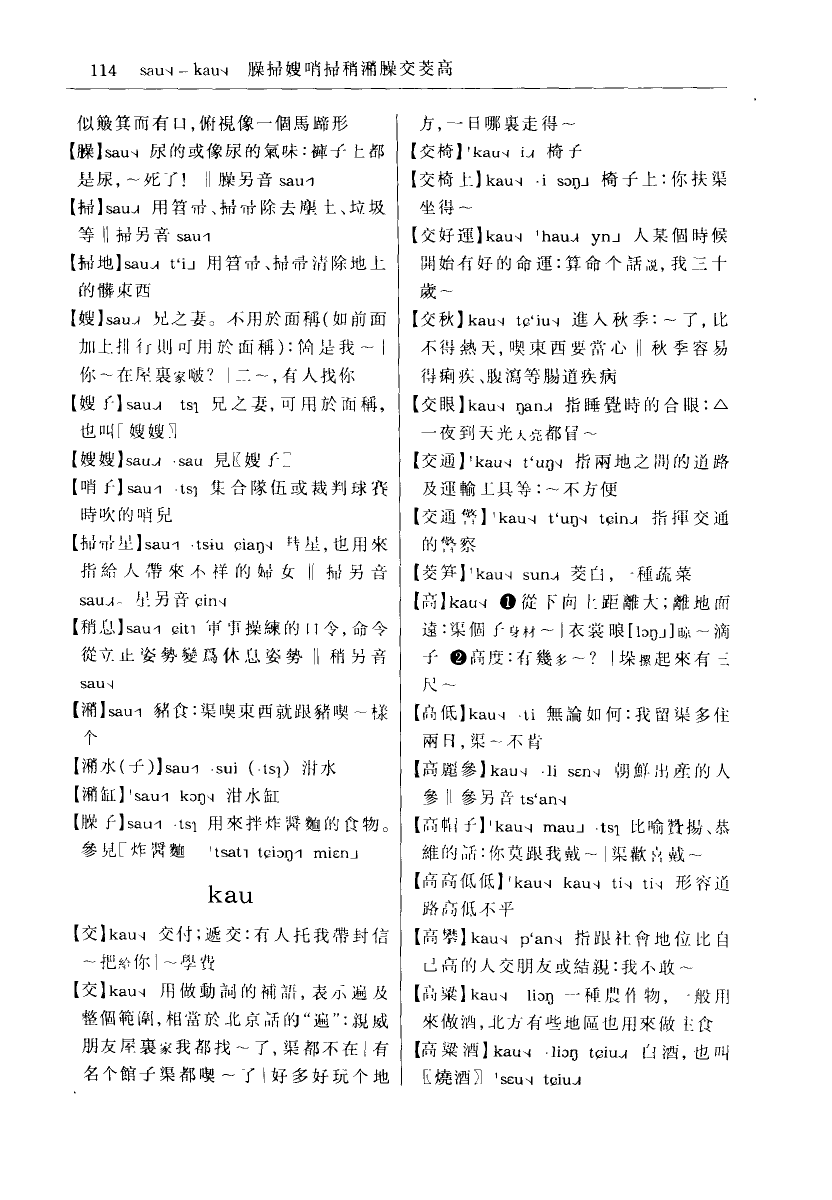 114 sau˧ – kau˧ 臊掃嫂哨掃稍潲臊交茭高
似簸箕而有口,俯視像一個馬蹄形
【臊】sau˧ 尿的或像尿的氣味:褲子上都
是尿,～死了! ‖臊另音 sau˦
【掃】sau˩˧ 用笤帚、掃帚除去塵土、垃圾
等‖掃另音 sau˦
【掃地】sau˩˧ tʻi˩ 用笤帚、掃帚清除地上
的髒東西
【嫂】sau˩˧ 兄之妻。不用於面稱(如前面
加上排行則可用於面稱):箇是我～|
你～在屋裏家啵? |二～,有人找你
【嫂子】sau˩˧ tsɿ 兄之妻,可用於面稱,
也叫〖嫂嫂〗
【嫂嫂】sau˩˧ ·sau 見〖嫂子〗
【哨子】sau˦ ·tsɿ 集合隊伍或裁判球賽
時吹的哨兒
【掃帚星】sau˦ ·tsiu ɕiaŋ˧ 彗星,也用來
指給人帶來不祥的婦女‖掃另音
sau˩˧ 星另音 ɕin˧
【稍息】sau˦ ɕit˥ 軍事操練的口令,命令
從立正姿勢變爲休息姿勢‖稍另音
sau˧
【潲】sau˦ 豬食:渠喫東西就跟豬喫～樣
个
【潲水(子)】sau˦ ·sui (·tsɿ) 泔水
【潲缸】ˈsau˦ kɔŋ˧ 泔水缸
【臊子】sau˦ ·tsɿ 用來拌炸醬麵的食物。
參見〖炸醬麵〗 ˈtsat˥ tɕiɔŋ˦ miɛn˩
kau
【交】kau˧ 交付;遞交:有人托我帶封信
～把給你|～學費
【交】kau˧ 用做動詞的補語,表示遍及
整個範圍,相當於北京話的“遍”:親戚
朋友屋裏家我都找～了,渠都不在|有
名个館子渠都喫～了|好多好玩个地
方,一日哪裏走得～
【交椅】ˈkau˧ i˩˧ 椅子
【交椅上】kau˧ ·i sɔŋ˩ 椅子上:你扶渠
坐得～
【交好運】kau˧ ˈhau˩˧ yn˩ 人某個時候
開始有好的命運:算命个話説,我三十
歲～
【交秋】kau˧ tɕʻiu˧ 進入秋季:～了,比
不得熱天,喫東西要當心‖秋季容易
得痢疾、腹瀉等腸道疾病
【交眼】kau˧ ŋan˩˧ 指睡覺時的合眼:△
一夜到天光天亮都冒～
【交通】ˈkau˧ tʻuŋ˧ 指兩地之間的道路
及運輸工具等:～不方便
【交通警】ˈkau˧ tʻuŋ˧ tɕin˩˧ 指揮交通
的警察
【茭笋】ˈkau˧ sun˩˧ 茭白,一種疏菜
【高】kau˧ ❶從下向上距離大;離地面
遠:渠個子身材～|衣裳晾[lɔŋ˩]晾～滴
子 ❷高度:有幾多～? |垛摞起來有三
尺～
【高低】kau˧ ·ti 無論如何:我留渠多住
兩日,渠～不肯
【高麗參】kau˧ ·li sɛn˧ 朝鮮出産的人
參‖參另音 tsʻan˧
【高帽子】ˈkau˧ mau˩ ·tsɿ 比喻贊揚、恭
維的話:你莫跟我戴～|渠歡喜戴～
【高高低低】ˈkau˧ kau˧ ti˧ ti˧ 形容道
路高低不平
【高攀】kau˧ pʻan˧ 指跟社會地位比自
己高的人交朋友或結親:我不敢～
【高粱】kau˧ liɔŋ 一種農作物,一般用
來做酒,北方有些地區也用來做主食
【高粱酒】kau˧ ·liɔŋ tɕiu˩˧ 白酒,也叫
〖燒酒〗 ˈsɛu˧ tɕiu˩˧